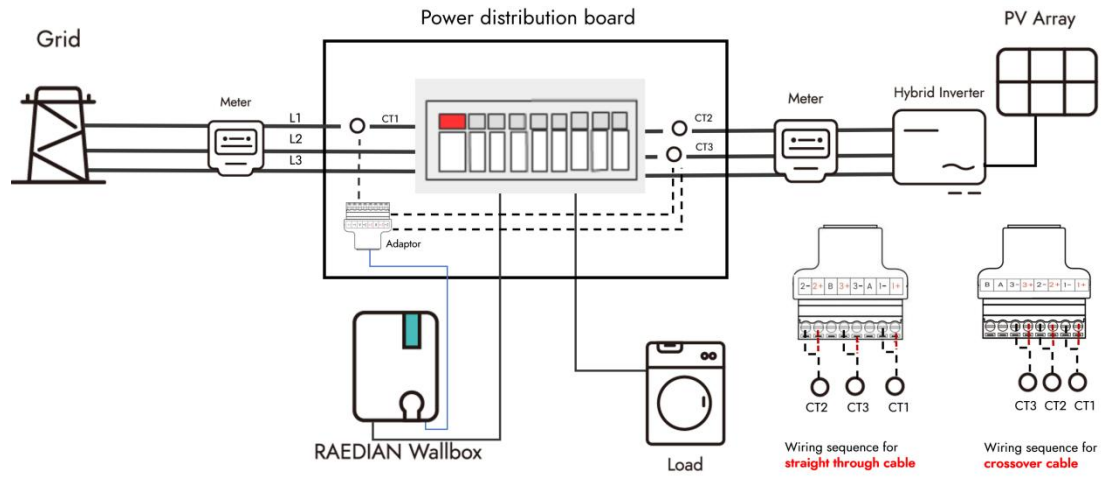 Power distribution board
PV Array
Grid
Meter
L1
CT1
CT2
Meter
Hybrid Inverter
L2
L3
CT3
Adaptor
2- 2+ B 3+ 3- A 1- 1+
B A 3- 3+ 2- 2+ 1- 1+
CT2 CT3 CT1
CT3 CT2 CT1
RAEDIAN Wallbox
Load
Wiring sequence for
straight through cable
Wiring sequence for
crossover cable